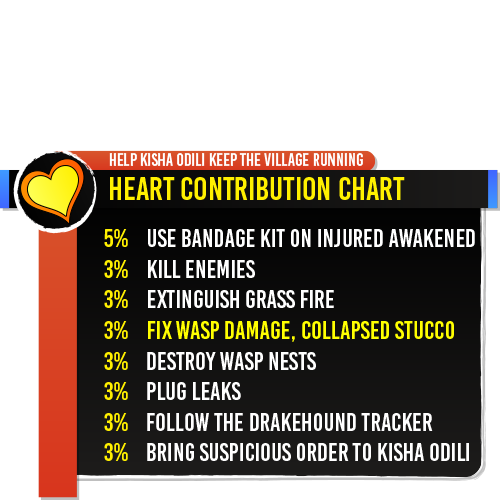 HELP KISHA ODILI KEEP THE VILLAGE RUNNING
HEART CONTRIBUTION CHART
5% USE BANDAGE KIT ON INJURED AWAKENED
3% KILL ENEMIES
3% EXTINGUISH GRASS FIRE
3% FIX WASP DAMAGE, COLLAPSED STUCCO
3% DESTROY WASP NESTS
3% PLUG LEAKS
3% FOLLOW THE DRAKEHOUND TRACKER
3% BRING SUSPICIOUS ORDER TO KISHA ODILI